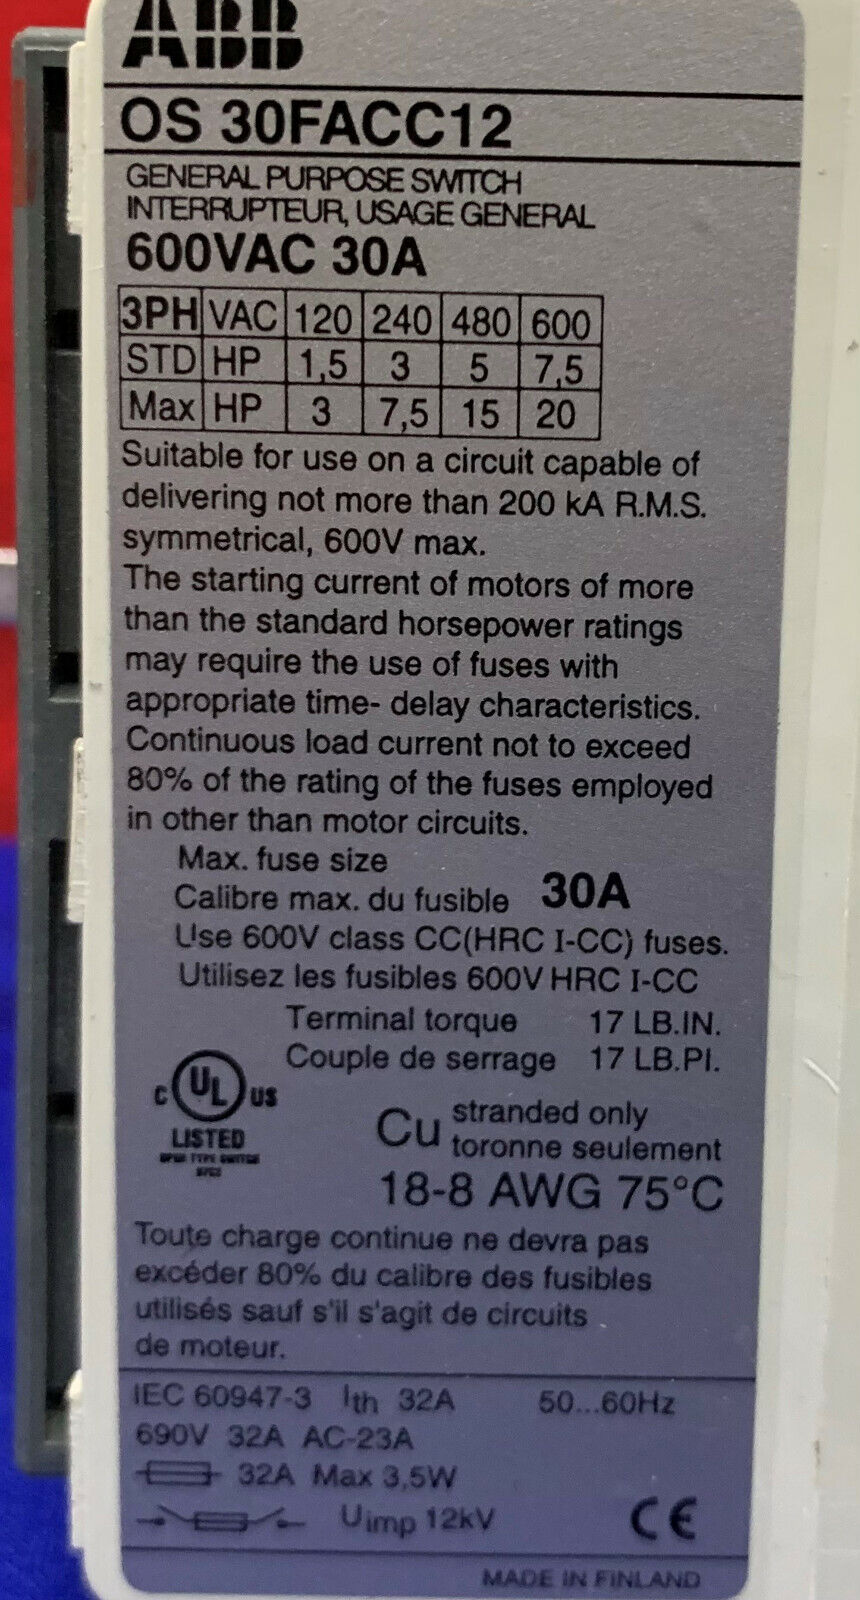 ABB
OS 30FACC12
GENERAL PURPOSE SWITCH
INTERRUPTEUR, USAGE GENERAL
600VAC 30A
3PH VAC 120 240 480 600
STD HP 1,5 3 5 7,5
Max HP 3 7,5 15 20
Suitable for use on a circuit capable of
delivering not more than 200 kA R.M.S.
symmetrical, 600V max.
The starting current of motors of more
than the standard horsepower ratings
may require the use of fuses with
appropriate time- delay characteristics.
Continuous load current not to exceed
80% of the rating of the fuses employed
in other than motor circuits.
Max. fuse size
Calibre max. du fusible 30A
Use 600V class CC(HRC I-CC) fuses.
Utilisez les fusibles 600V HRC I-CC
Terminal torque 17 LB.IN.
Couple de serrage 17 LB.PI.
C UL US
LISTED
Cu stranded only
toronne seulement
18-8 AWG 75°C
Toute charge continue ne devra pas
excéder 80% du calibre des fusibles
utilisés sauf s'il s'agit de circuits
de moteur.
IEC 60947-3 Ith 32A 50...60Hz
690V 32A AC-23A
32A Max 3,5W
Uimp 12kV CE
MADE IN FINLAND